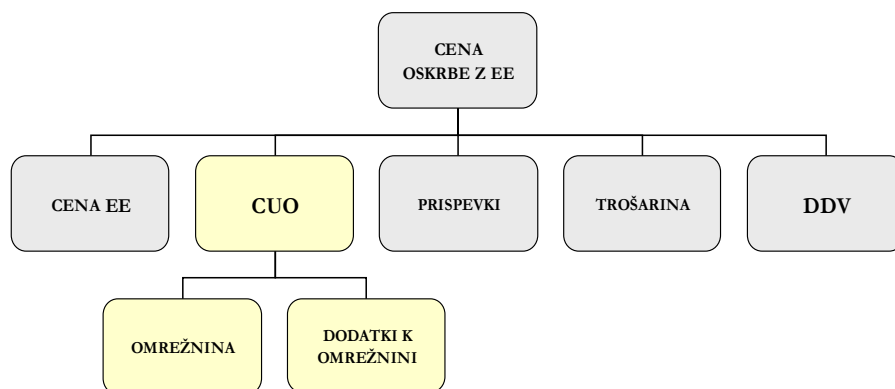 CENA
OSKRBE Z EE
CENA EE
CUO
PRISPEVKI
TROŠARINA
DDV
OMREŽNINA
DODATKI K
OMREŽNINI